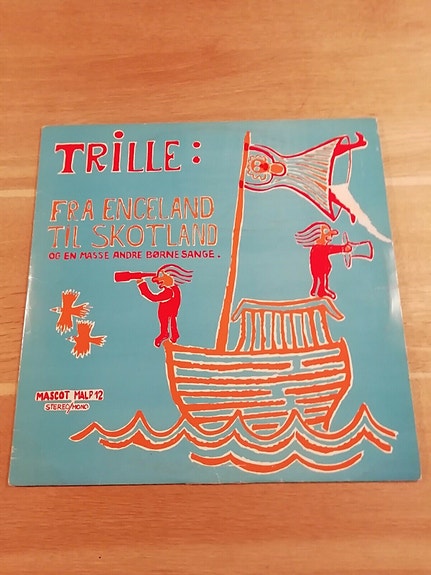 TRILLE:
FRA ENGELAND
TIL SKOTLAND
OG EN MASSE ANDRE BØRNESANGE.
MASCOT MALP 12
STEREO/MONO